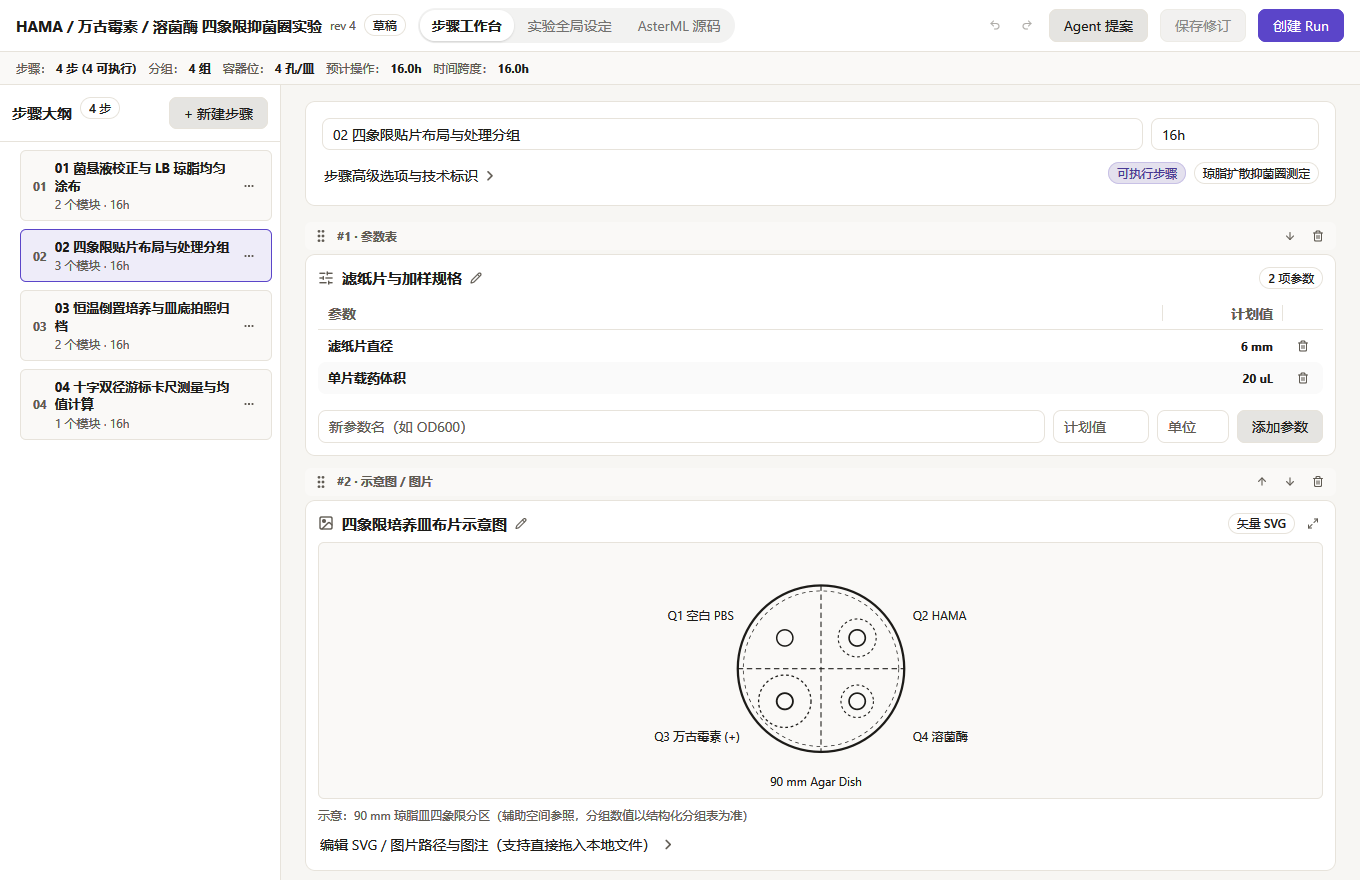 HAMA / 万古霉素 / 溶菌酶 四象限抑菌圈实验 rev 4 草稿 步骤工作台 实验全局设定 AsterML 源码 Agent 提案 保存修订 创建 Run
步骤: 4 步 (4 可执行) 分组: 4 组 容器位: 4 孔/皿 预计操作: 16.0h 时间跨度: 16.0h
步骤大纲 4 步 + 新建步骤
01 01 菌悬液校正与 LB 琼脂均匀
涂布
2 个模块 · 16h
02 02 四象限贴片布局与处理分组
3 个模块 · 16h
03 03 恒温倒置培养与皿底拍照归
档
2 个模块 · 16h
04 04 十字双径游标卡尺测量与均
值计算
1 个模块 · 16h
02 四象限贴片布局与处理分组 16h
步骤高级选项与技术标识 可执行步骤 琼脂扩散抑菌圈测定
#1 · 参数表
滤纸片与加样规格 2 项参数
参数 计划值
滤纸片直径 6 mm
单片载药体积 20 uL
新参数名（如 OD600） 计划值 单位 添加参数
#2 · 示意图 / 图片
四象限培养皿布片示意图 矢量 SVG
Q1 空白 PBS Q2 HAMA
Q3 万古霉素 (+) Q4 溶菌酶
90 mm Agar Dish
示意：90 mm 琼脂皿四象限分区（辅助空间参照，分组数值以结构化分组表为准）
编辑 SVG / 图片路径与图注（支持直接拖入本地文件）